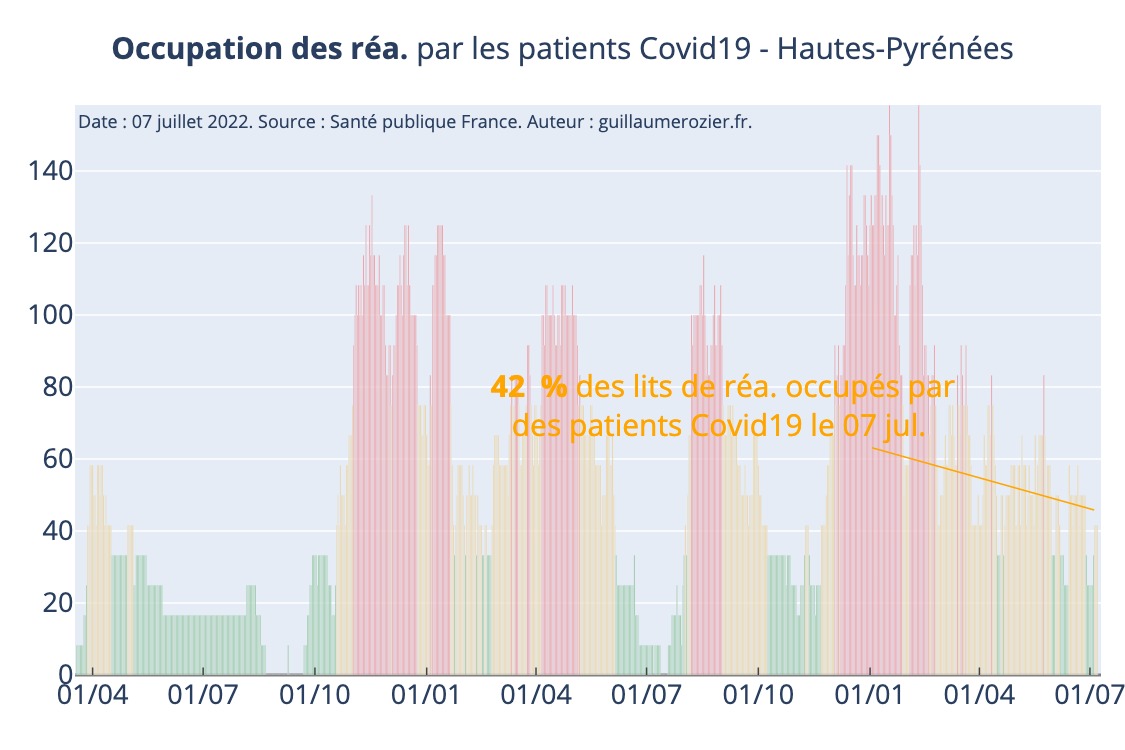 Occupation des réa. par les patients Covid19 - Hautes-Pyrénées
Date : 07 juillet 2022. Source : Santé publique France. Auteur : guillaumerozier.fr.
140
120
100
80
42 % des lits de réa. occupés par
des patients Covid19 le 07 jul.
60
40
20
0
01/04 01/07 01/10 01/01 01/04 01/07 01/10 01/01 01/04 01/07